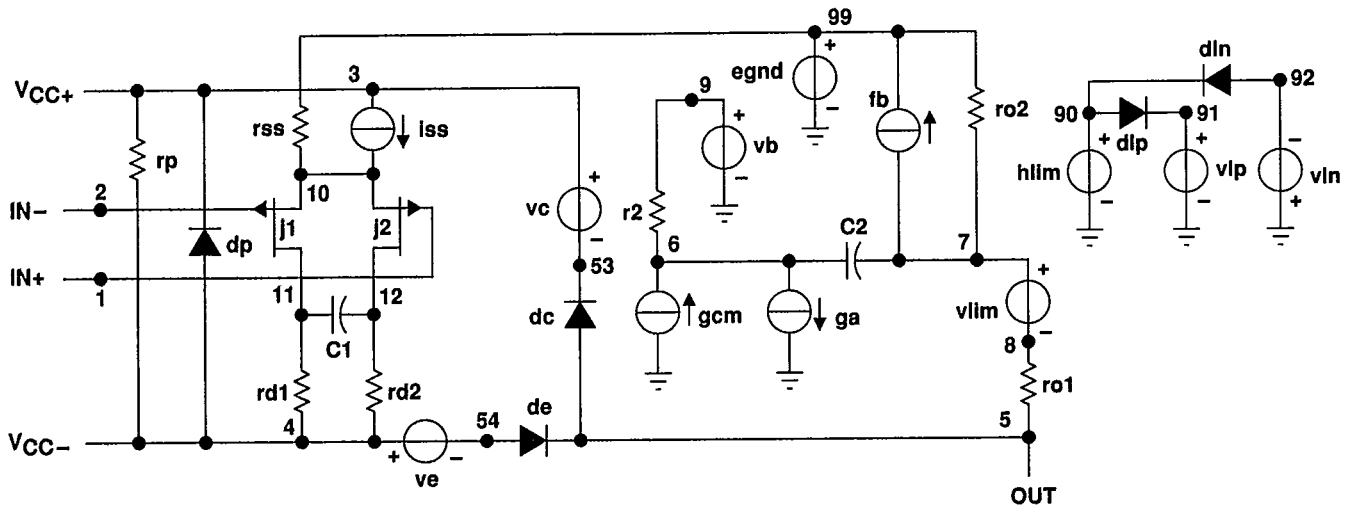 99
3
VCC+
rss
iss
egnd
9
vb
fb
ro2
dln
92
90
91
dlp
hlim
vlp
vln
rp
10
2
IN−
j1
j2
dp
vc
r2
6
C2
7
IN+
1
53
11
12
C1
dc
gcm
ga
vlim
8
rd1
rd2
ro1
4
54
de
5
VCC−
ve
OUT